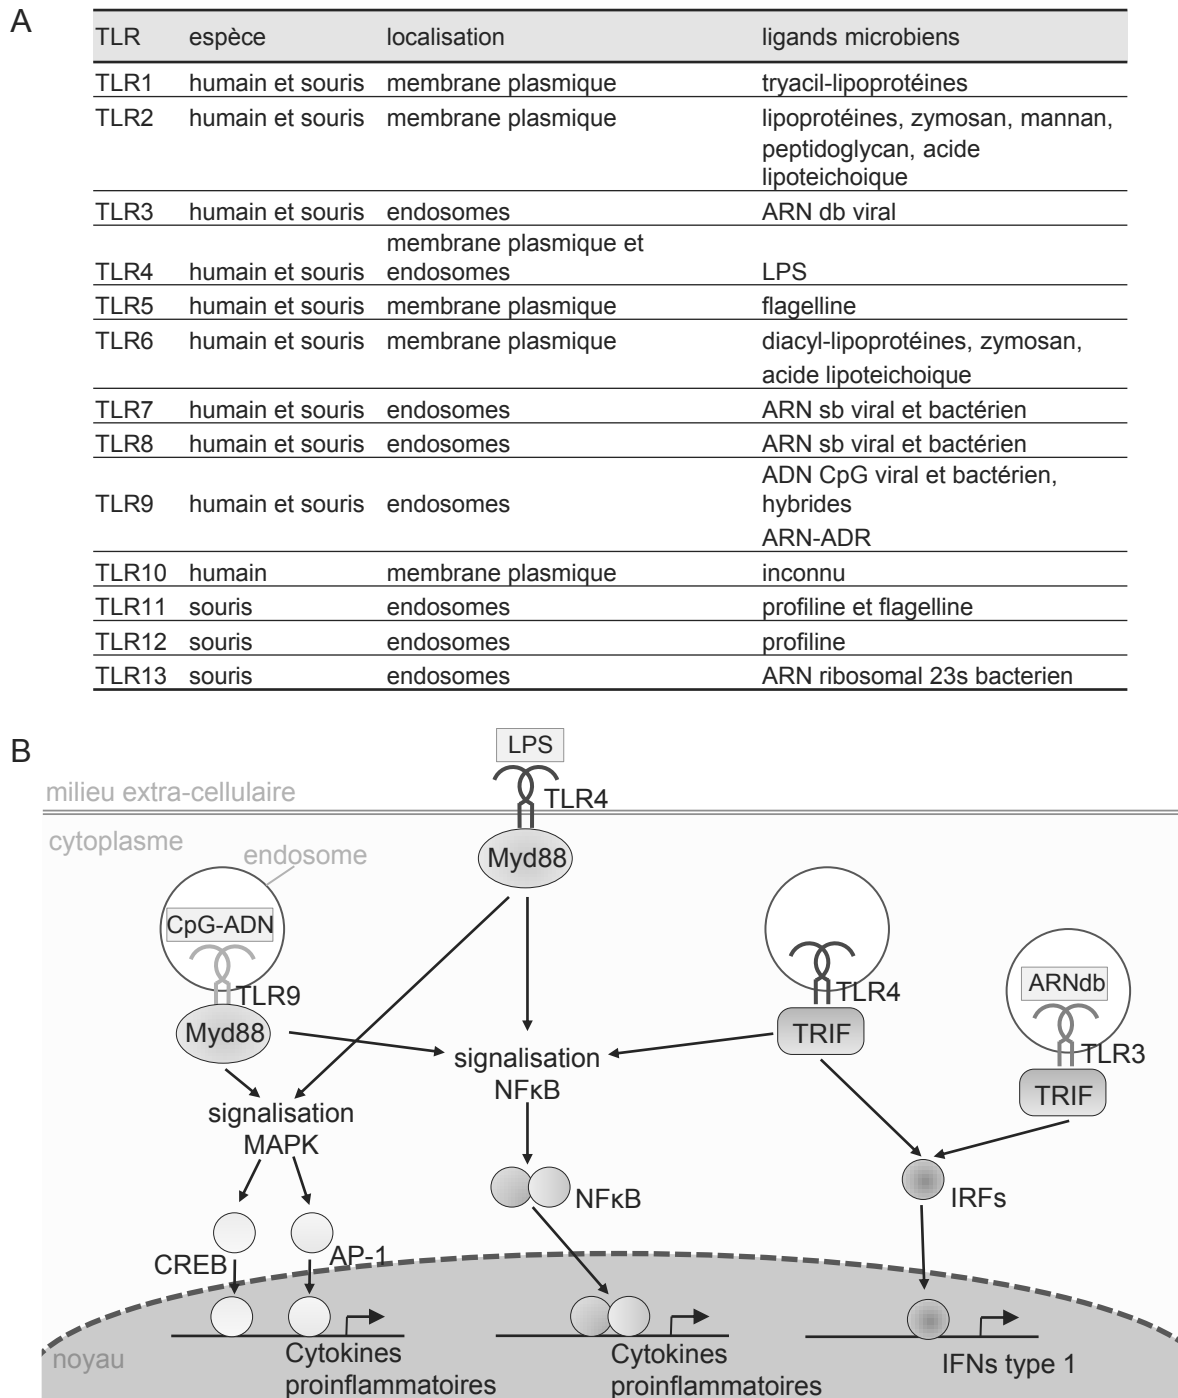 A
TLR espèce localisation ligands microbiens
TLR1 humain et souris membrane plasmique tryacil-lipoprotéines
TLR2 humain et souris membrane plasmique lipoprotéines, zymosan, mannan,
peptidoglycan, acide
lipoteichoique
TLR3 humain et souris endosomes ARN db viral
membrane plasmique et
TLR4 humain et souris endosomes LPS
TLR5 humain et souris membrane plasmique flagelline
TLR6 humain et souris membrane plasmique diacyl-lipoprotéines, zymosan,
acide lipoteichoique
TLR7 humain et souris endosomes ARN sb viral et bactérien
TLR8 humain et souris endosomes ARN sb viral et bactérien
ADN CpG viral et bactérien,
TLR9 humain et souris endosomes hybrides
ARN-ADR
TLR10 humain membrane plasmique inconnu
TLR11 souris endosomes profiline et flagelline
TLR12 souris endosomes profiline
TLR13 souris endosomes ARN ribosomal 23s bacterien
B
LPS
milieu extra-cellulaire
TLR4
cytoplasme
endosome
Myd88
CpG-ADN
TLR9
Myd88
TLR4
TRIF
ARNdb
TLR3
TRIF
signalisation
NFκB
signalisation
MAPK
NFκB
IRFs
CREB
AP-1
noyau
Cytokines
proinflammatoires
Cytokines
proinflammatoires
IFNs type 1